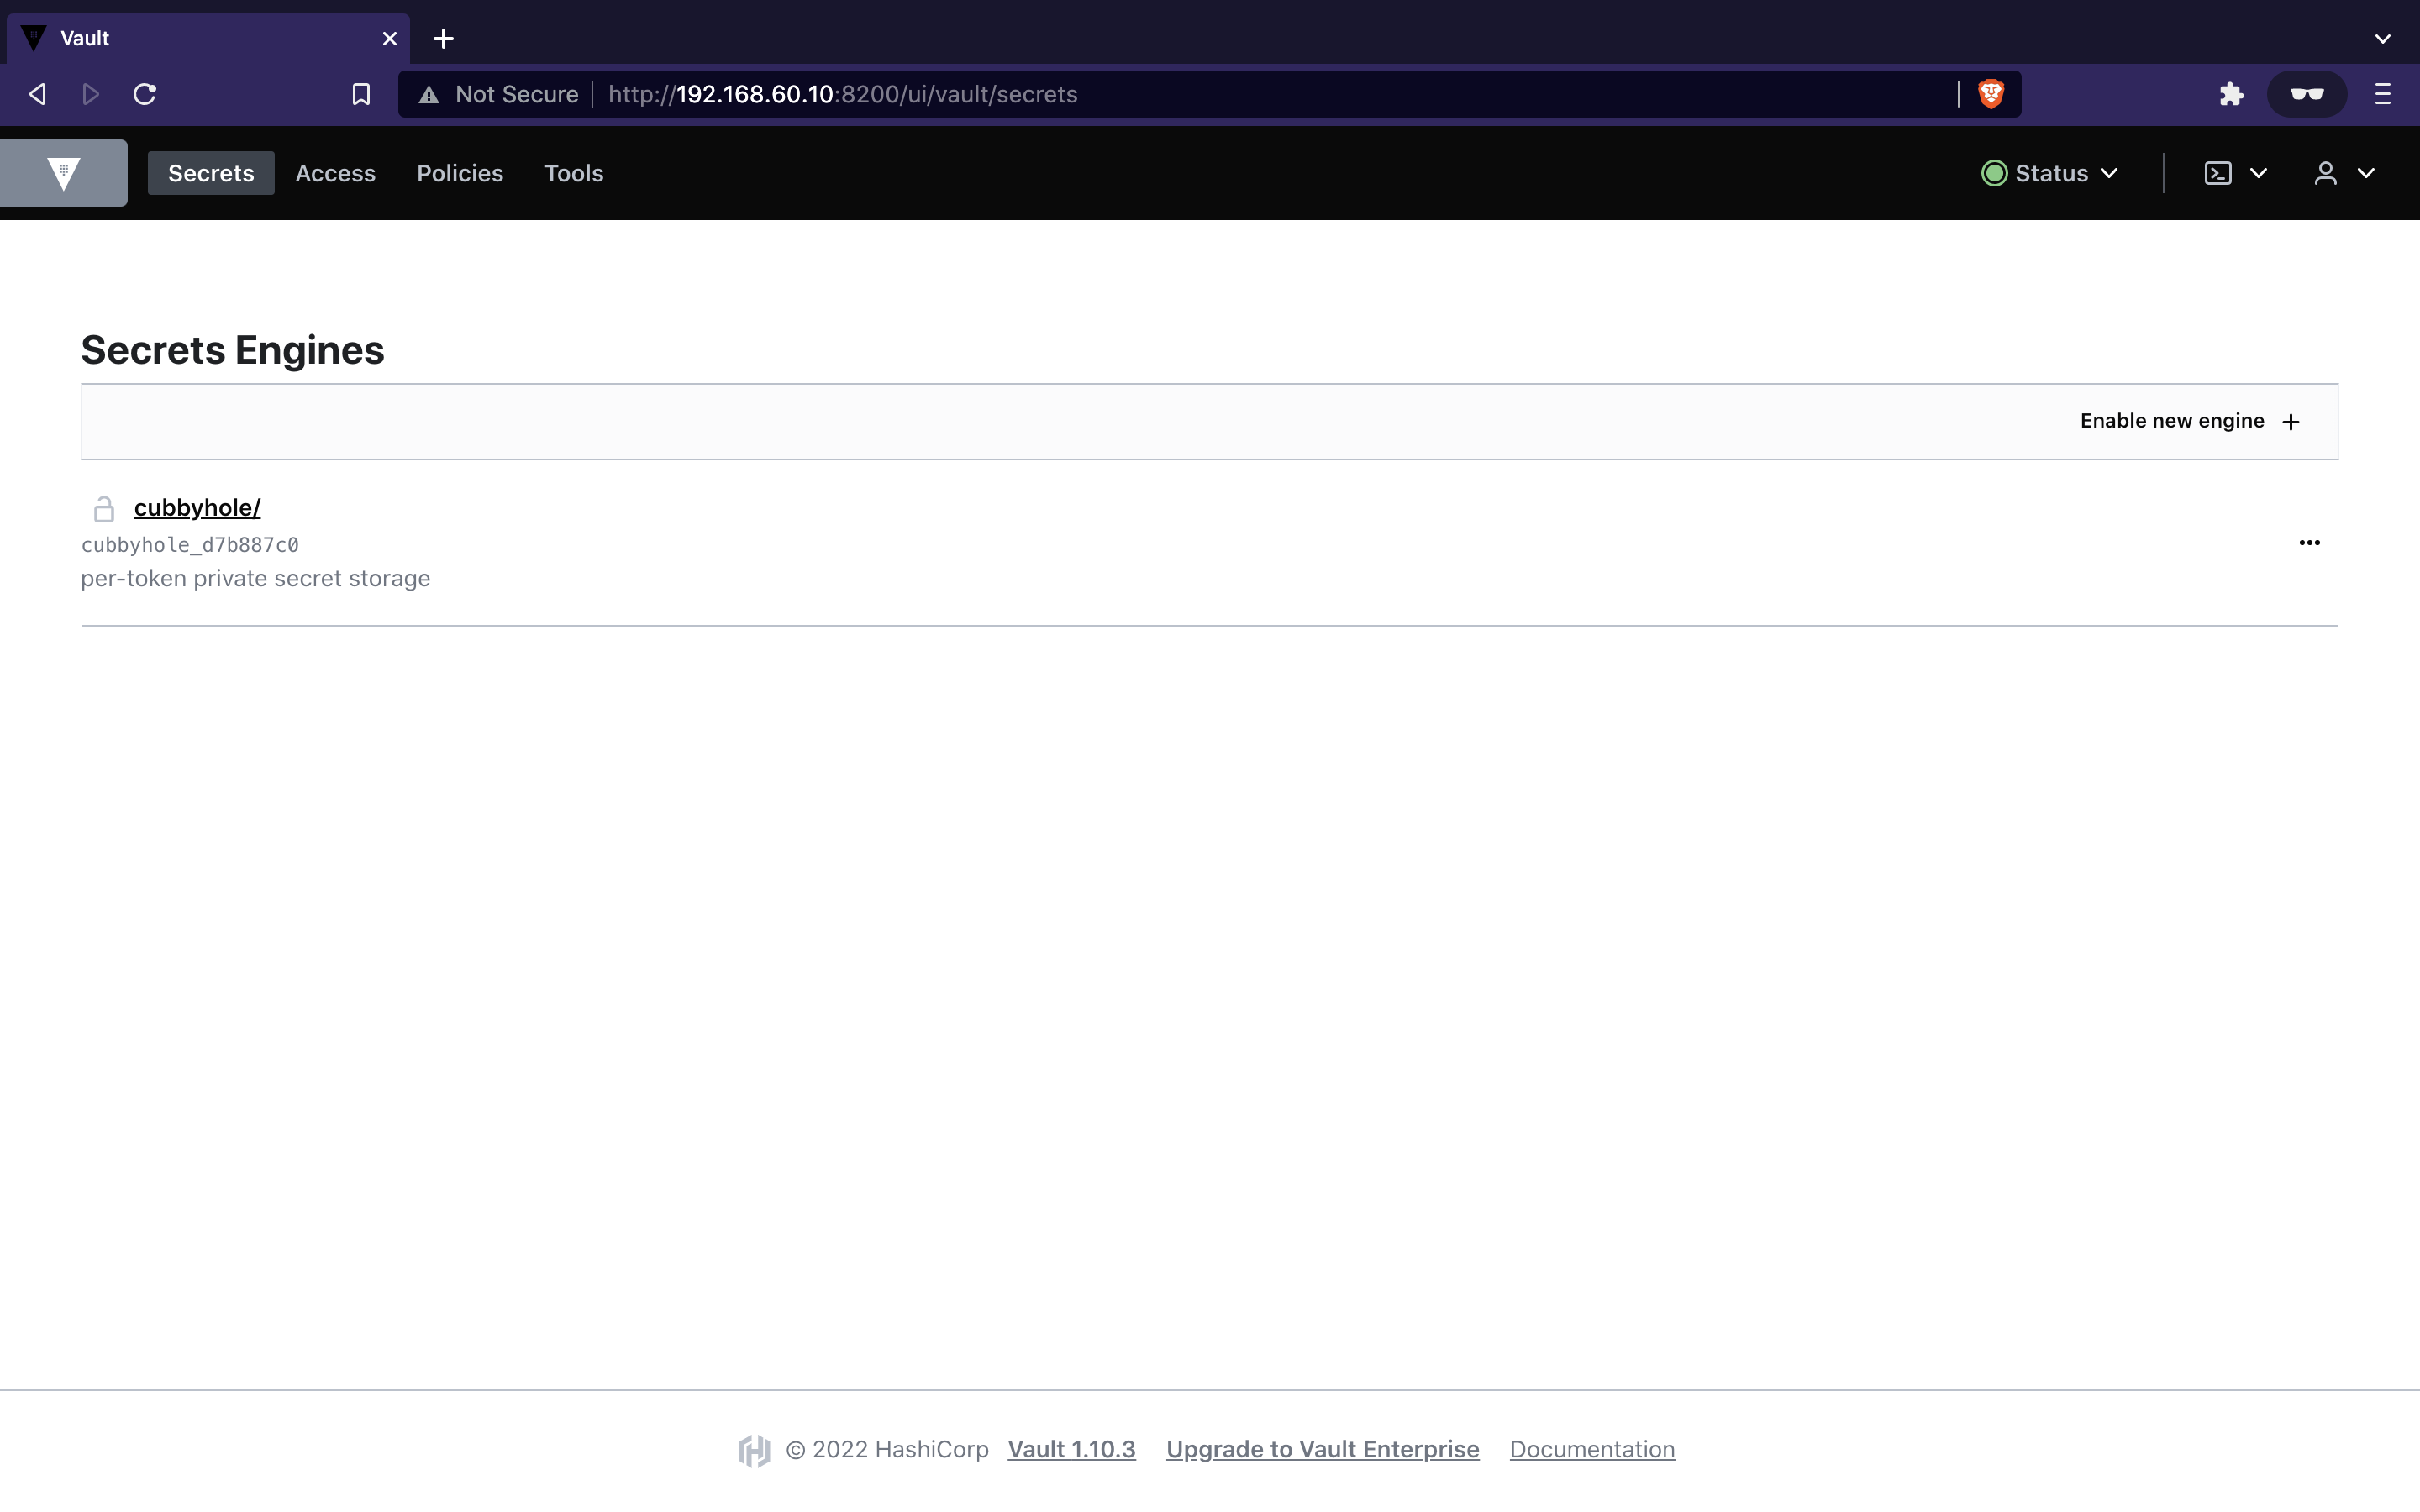 Vault
Not Secure http://192.168.60.10:8200/ui/vault/secrets
Secrets Access Policies Tools Status
Secrets Engines
Enable new engine
cubbyhole/
cubbyhole_d7b887c0
per-token private secret storage
© 2022 HashiCorp Vault 1.10.3 Upgrade to Vault Enterprise Documentation